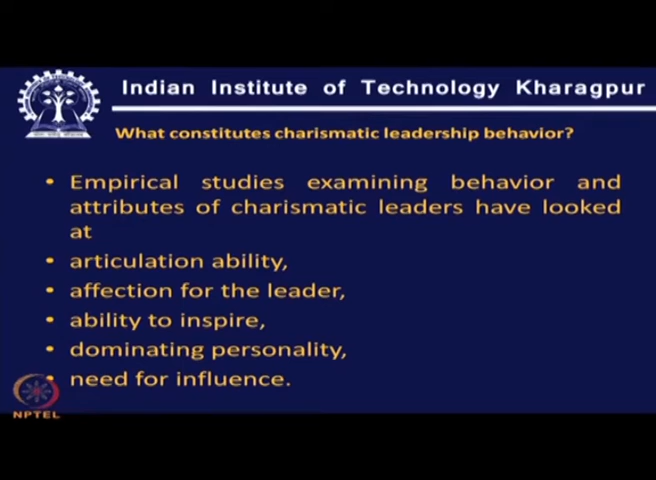 Indian Institute of Technology Kharagpur
What constitutes charismatic leadership behavior?
• Empirical studies examining behavior and
attributes of charismatic leaders have looked
at
• articulation ability,
• affection for the leader,
• ability to inspire,
• dominating personality,
• need for influence.
NPTEL